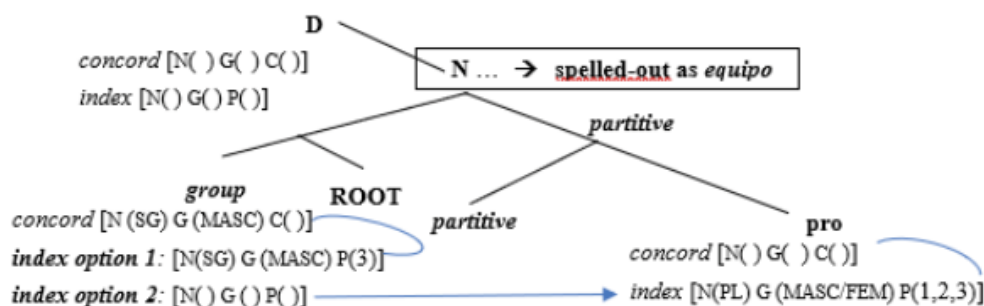 D
concord [N( ) G( ) C( )]
N … → spelled-out as equipo
index [N( ) G( ) P( )]
partitive
group
ROOT
partitive
pro
concord [N (SG) G (MASC) C( )]
concord [N( ) G( ) C( )]
index option 1: [N(SG) G (MASC) P(3)]
index option 2: [N( ) G ( ) P( )]
index [N(PL) G (MASC/FEM) P(1,2,3)]